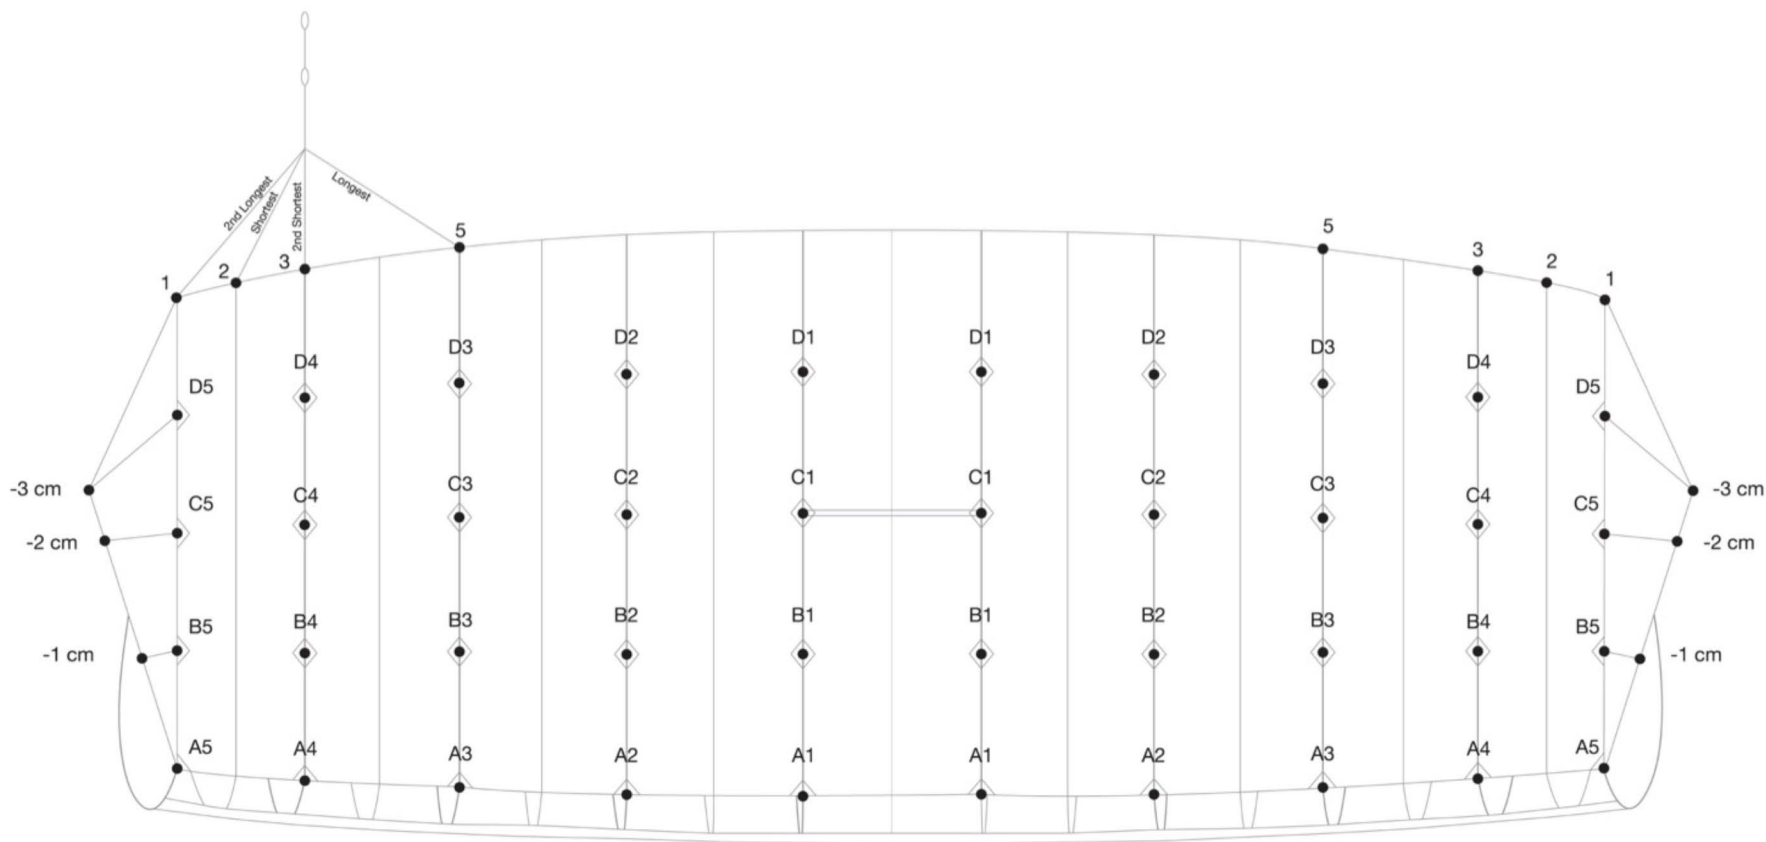 2nd Longest
Shortest
2nd Shortest
Longest
5
5
3
3
2
2
1
1
D2
D1
D1
D2
D3
D3
D4
D4
D5
D5
C2
C1
C1
C2
C3
C3
-3 cm
-3 cm
C4
C4
C5
C5
-2 cm
-2 cm
B2
B1
B1
B2
B3
B3
B4
B4
B5
B5
-1 cm
-1 cm
A5
A4
A3
A2
A1
A1
A2
A3
A4
A5